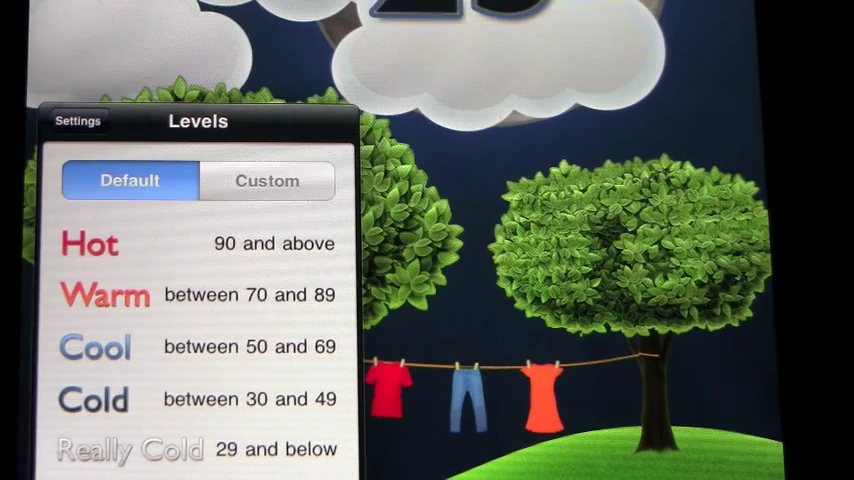 Settings
Levels
Default
Custom
Hot 90 and above
Warm between 70 and 89
Cool between 50 and 69
Cold between 30 and 49
Really Cold 29 and below